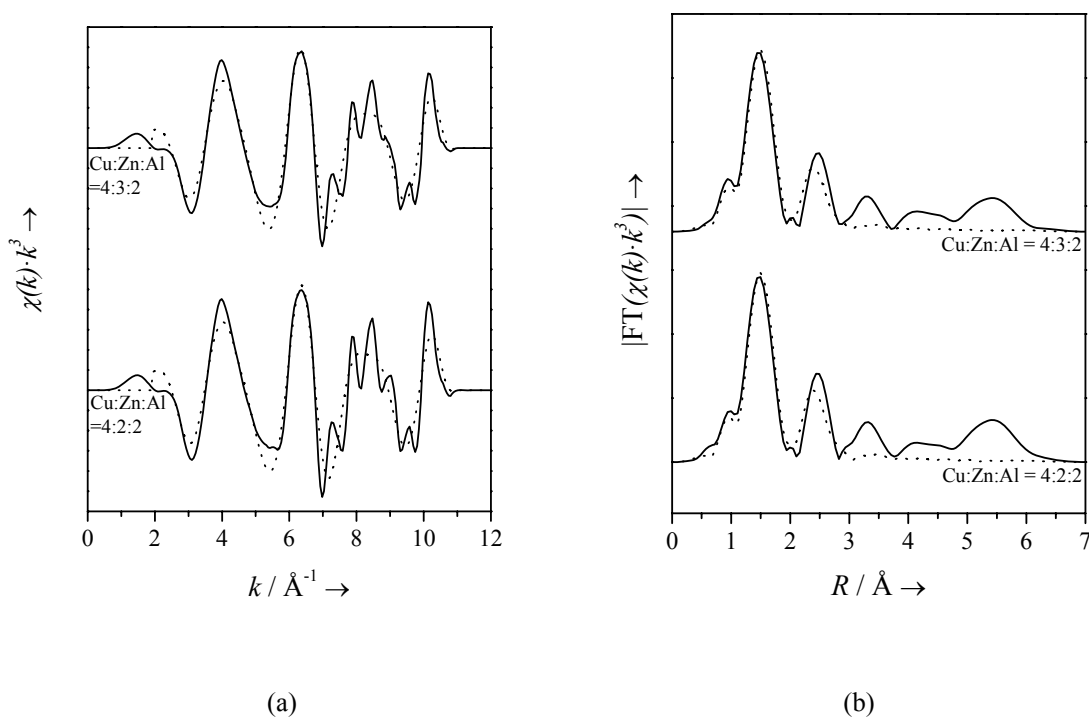 χ(k)·k³ →
Cu:Zn:Al
=4:3:2
Cu:Zn:Al
=4:2:2
0 2 4 6 8 10 12
k / Å⁻¹ →
(a)
|FT(χ(k)·k³)| →
Cu:Zn:Al = 4:3:2
Cu:Zn:Al = 4:2:2
0 1 2 3 4 5 6 7
R / Å →
(b)